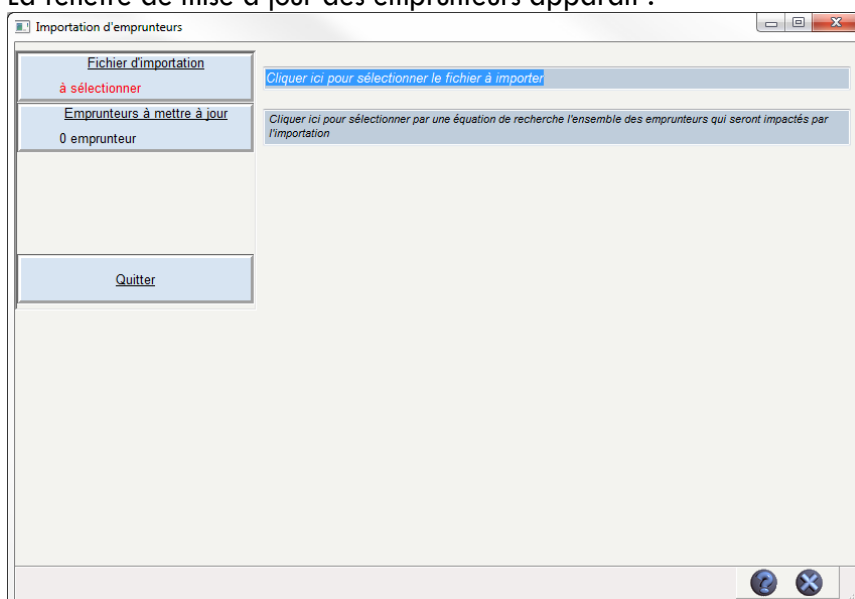 La fenêtre de mise à jour des emprunteurs apparaît :
Importation d'emprunteurs
Fichier d'importation
à sélectionner
Cliquer ici pour sélectionner le fichier à importer
Emprunteurs à mettre à jour
0 emprunteur
Cliquer ici pour sélectionner par une équation de recherche l'ensemble des emprunteurs qui seront impactés par
l'importation
Quitter